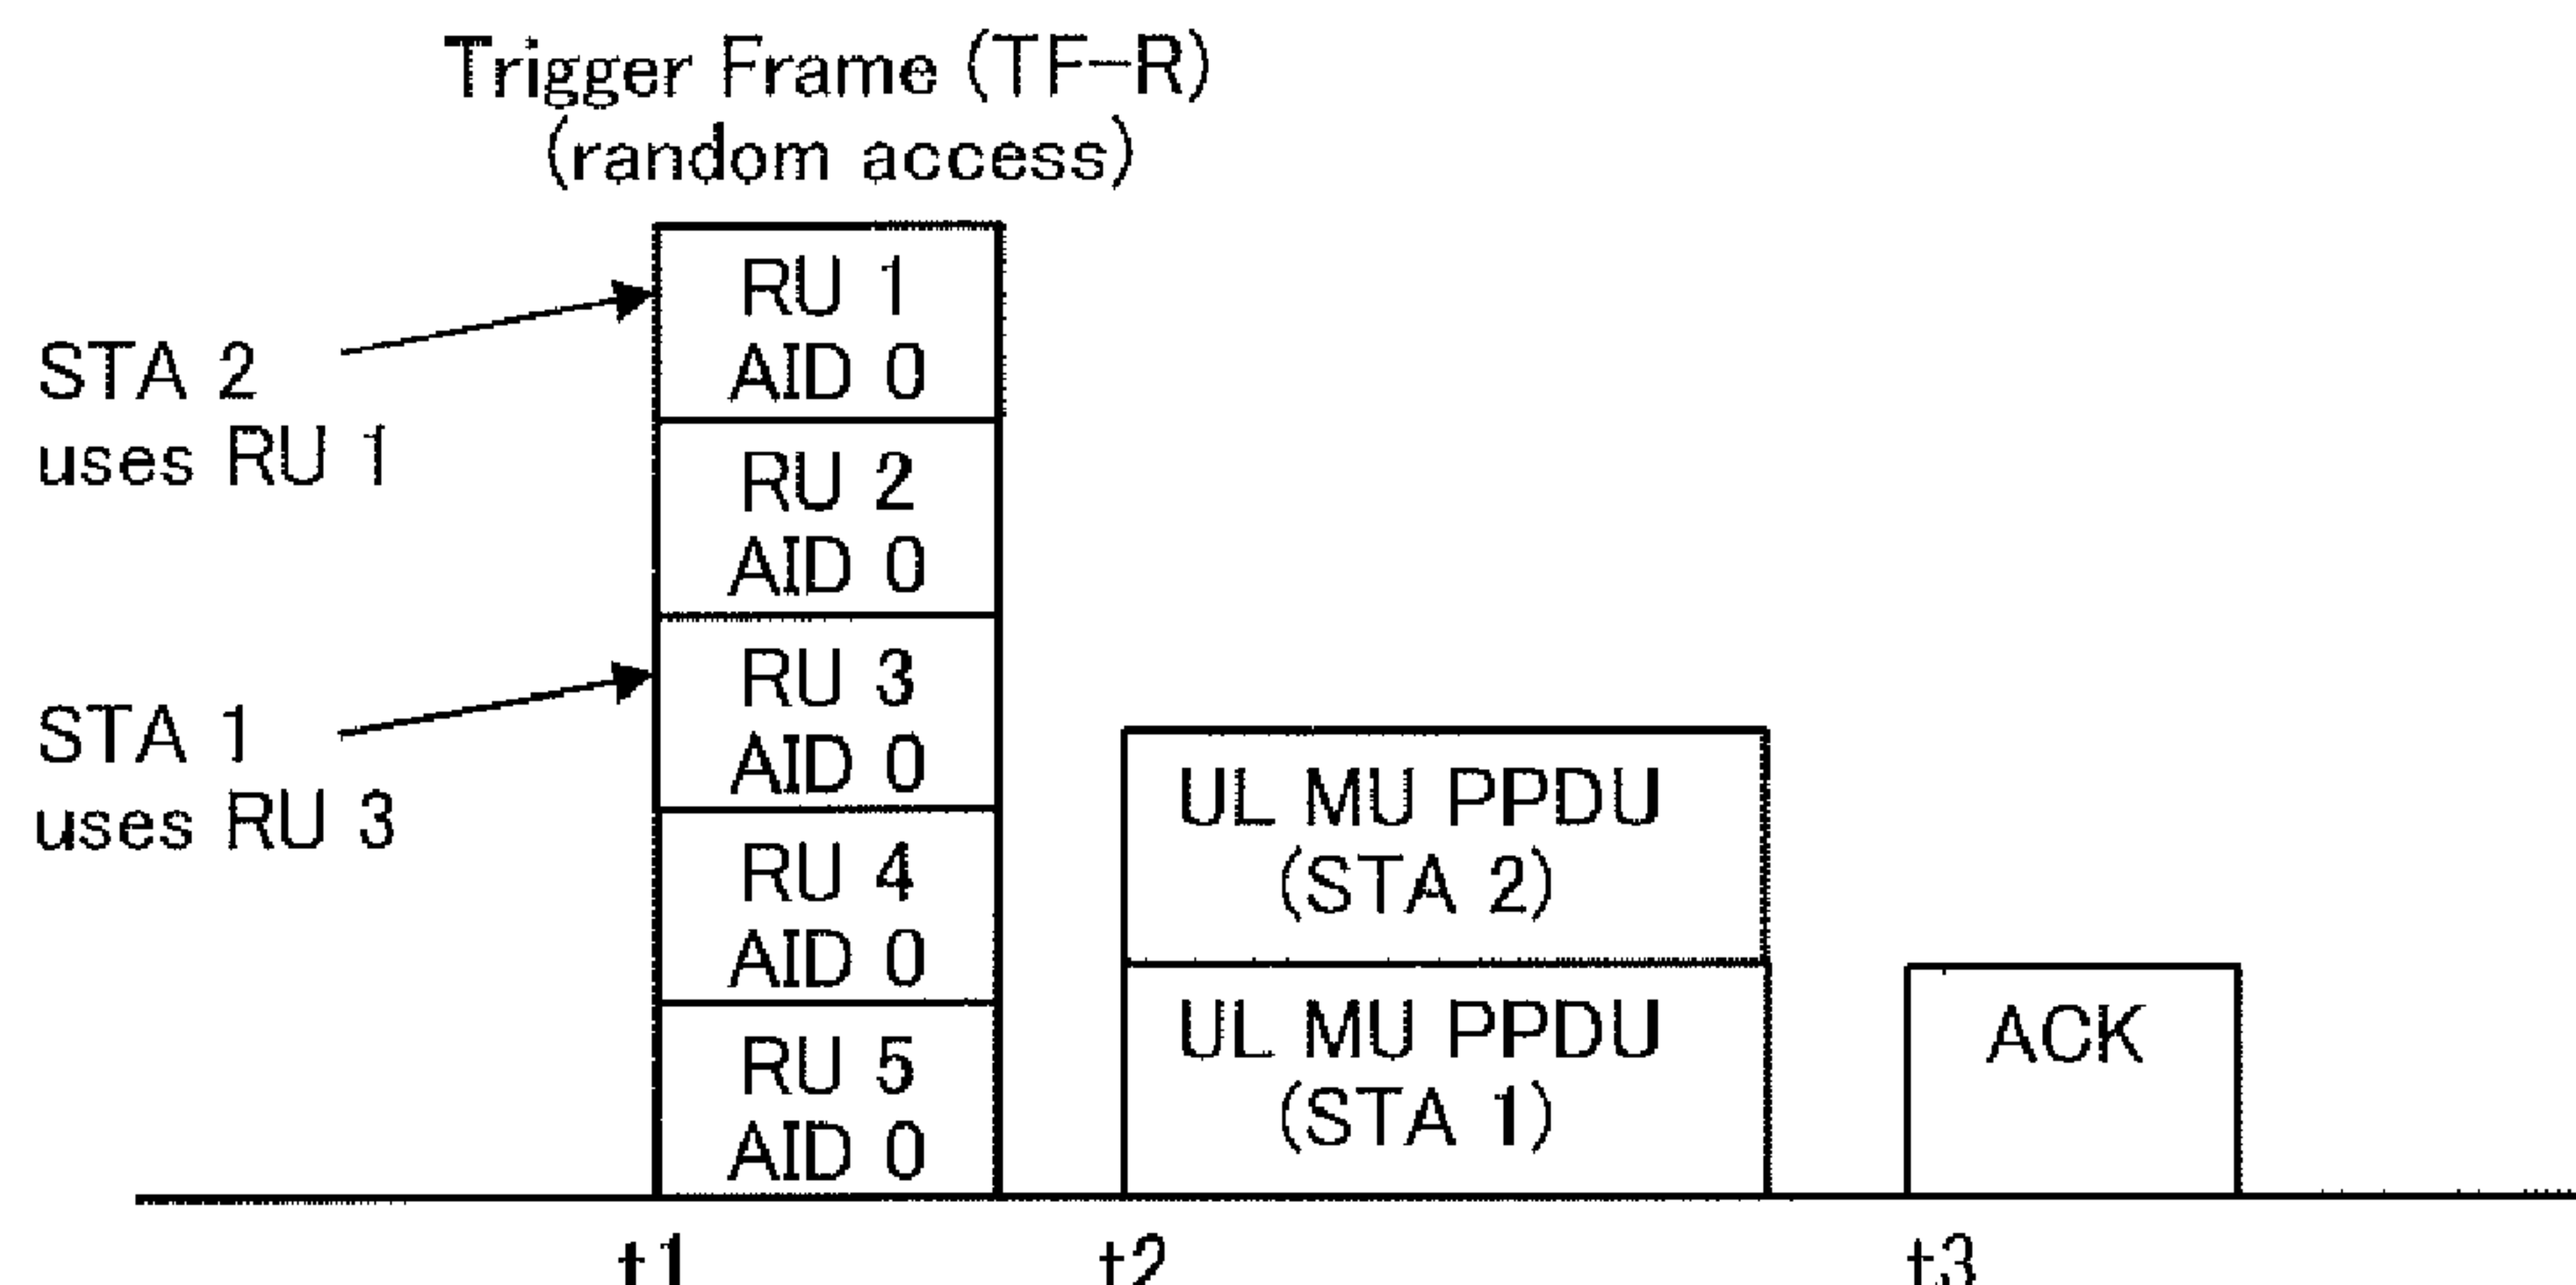 Trigger Frame (TF-R)
(random access)
RU 1
AID 0
STA 2
uses RU 1
RU 2
AID 0
RU 3
AID 0
STA 1
uses RU 3
RU 4
AID 0
RU 5
AID 0
UL MU PPDU
(STA 2)
UL MU PPDU
(STA 1)
ACK
t1
t2
t3